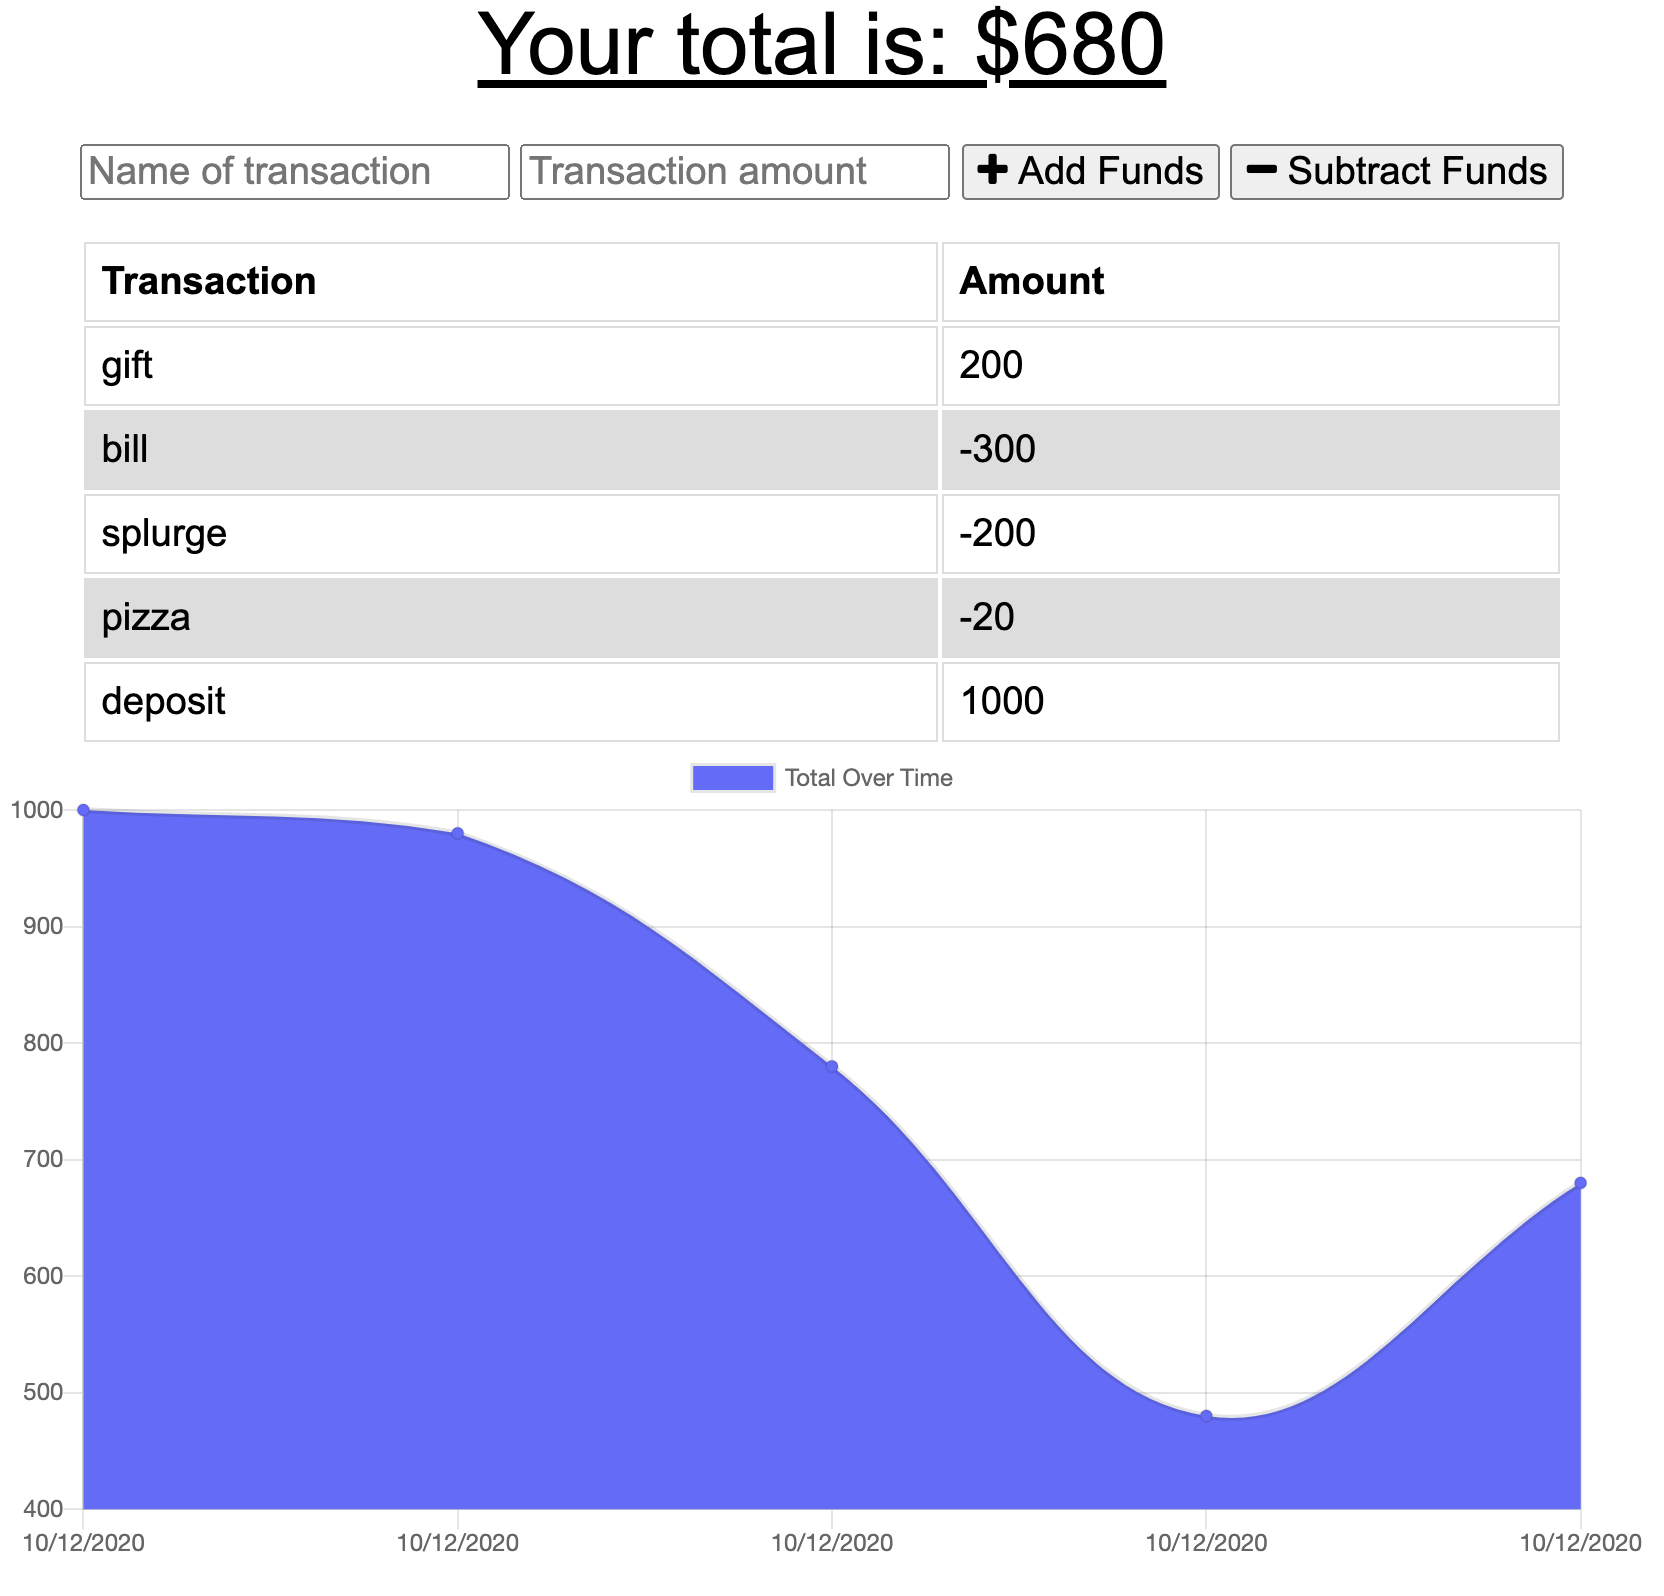 Your total is: $680
Name of transaction Transaction amount + Add Funds − Subtract Funds
Transaction Amount
gift 200
bill -300
splurge -200
pizza -20
deposit 1000
Total Over Time
1000
900
800
700
600
500
400
10/12/2020 10/12/2020 10/12/2020 10/12/2020 10/12/2020